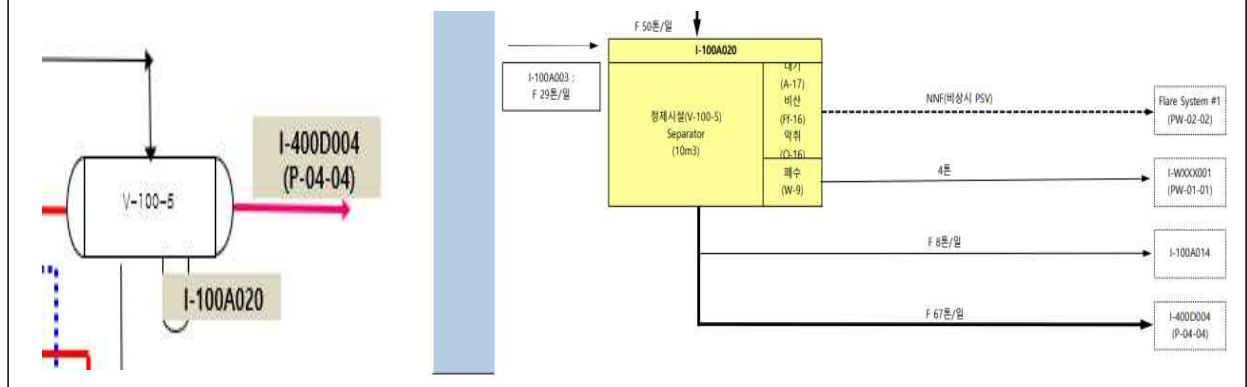 I-400D004
(P-04-04)
V-100-5
I-100A020
F 50톤/일
I-100A003 :
F 29톤/일
I-100A020
정제시설(V-100-5)
Separator
(10m3)
대기
(A-17)
비산
(Ff-16)
악취
(O-16)
폐수
(W-9)
NNF(비상시 PSV)
Flare System #1
(PW-02-02)
4톤
I-WXXX001
(PW-01-01)
F 8톤/일
I-100A014
F 67톤/일
I-400D004
(P-04-04)